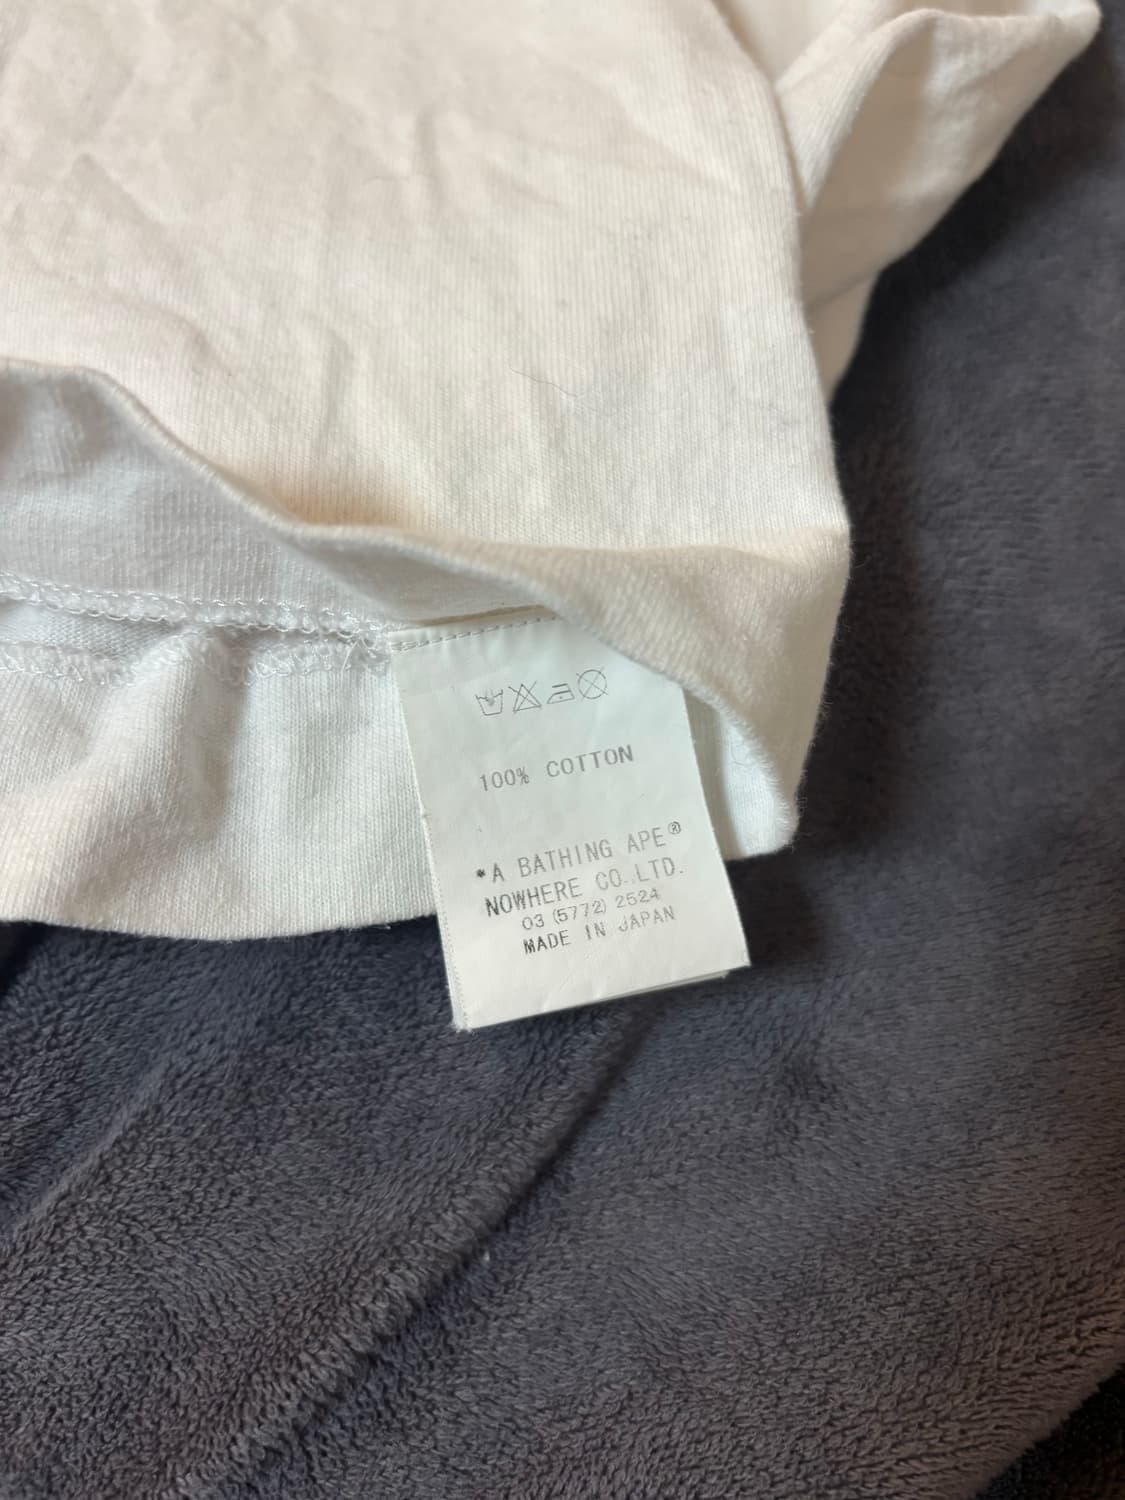 100% COTTON
*A BATHING APE®
NOWHERE CO.,LTD.
03 (5772) 2524
MADE IN JAPAN